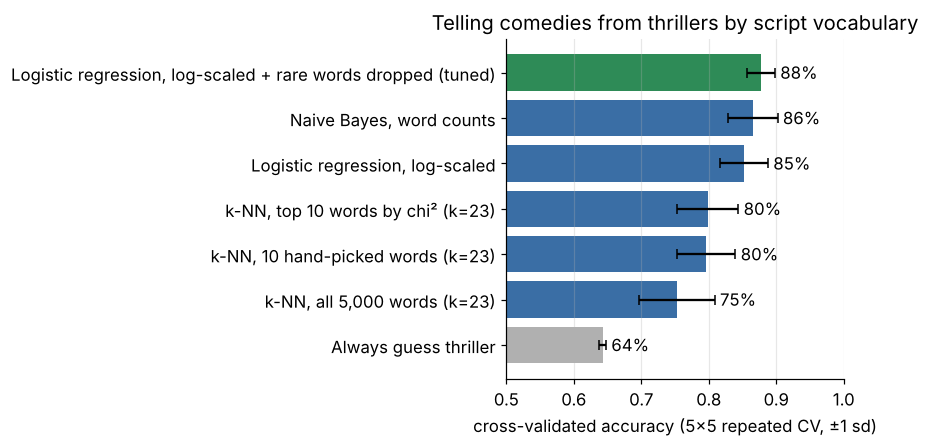 Telling comedies from thrillers by script vocabulary
Logistic regression, log-scaled + rare words dropped (tuned) 88%
Naive Bayes, word counts 86%
Logistic regression, log-scaled 85%
k-NN, top 10 words by chi² (k=23) 80%
k-NN, 10 hand-picked words (k=23) 80%
k-NN, all 5,000 words (k=23) 75%
Always guess thriller 64%
0.5 0.6 0.7 0.8 0.9 1.0
cross-validated accuracy (5×5 repeated CV, ±1 sd)